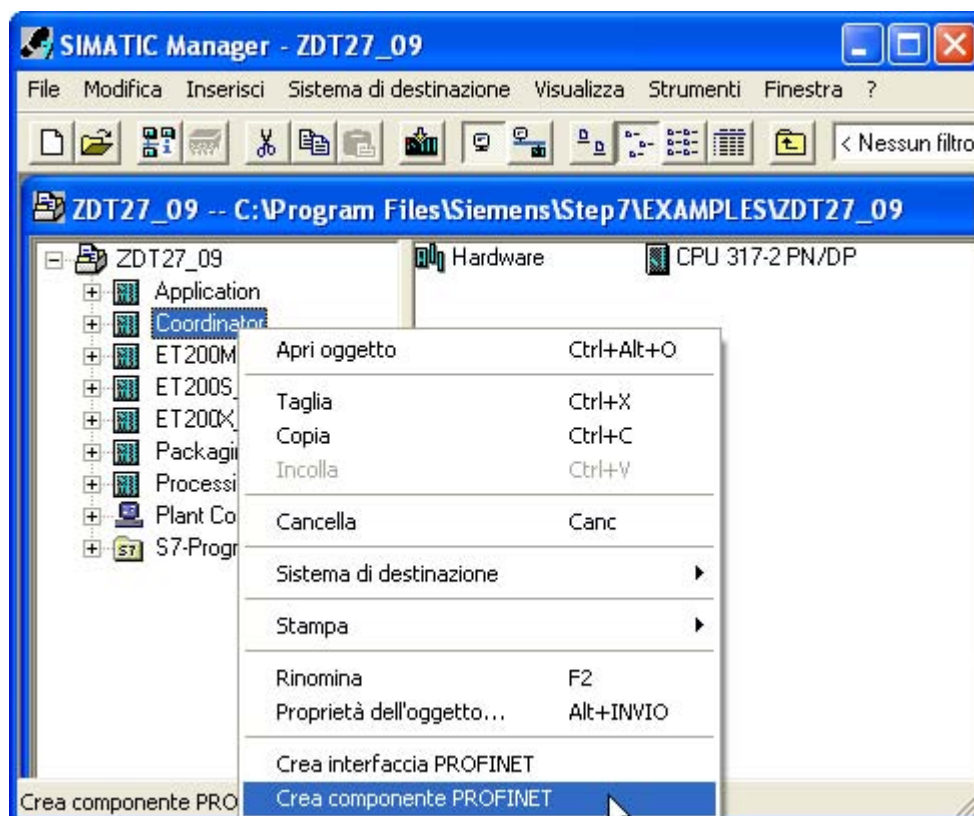 SIMATIC Manager - ZDT27_09
File Modifica Inserisci Sistema di destinazione Visualizza Strumenti Finestra ?
< Nessun filtro
ZDT27_09 -- C:\Program Files\Siemens\Step7\EXAMPLES\ZDT27_09
ZDT27_09
Hardware CPU 317-2 PN/DP
Application
Coordinator
ET200M
ET200S_
ET200X_
Packagi
Processi
Plant Co
S7-Progr
Apri oggetto Ctrl+Alt+O
Taglia Ctrl+X
Copia Ctrl+C
Incolla Ctrl+V
Cancella Canc
Sistema di destinazione
Stampa
Rinomina F2
Proprietà dell'oggetto... Alt+INVIO
Crea interfaccia PROFINET
Crea componente PROFINET
Crea componente PRO